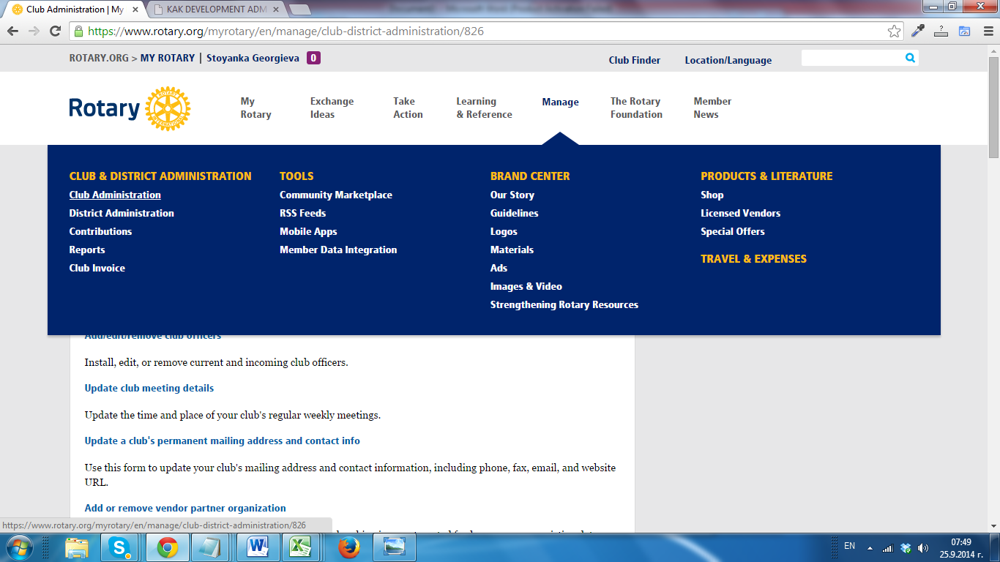 Club Administration | My
KAK DEVELOPMENT ADM
https://www.rotary.org/myrotary/en/manage/club-district-administration/826
ROTARY.ORG > MY ROTARY | Stoyanka Georgieva 0
Club Finder
Location/Language
Rotary
My Rotary
Exchange Ideas
Take Action
Learning & Reference
Manage
The Rotary Foundation
Member News
CLUB & DISTRICT ADMINISTRATION
Club Administration
District Administration
Contributions
Reports
Club Invoice
TOOLS
Community Marketplace
RSS Feeds
Mobile Apps
Member Data Integration
BRAND CENTER
Our Story
Guidelines
Logos
Materials
Ads
Images & Video
Strengthening Rotary Resources
PRODUCTS & LITERATURE
Shop
Licensed Vendors
Special Offers
TRAVEL & EXPENSES
Add/edit/remove club officers
Install, edit, or remove current and incoming club officers.
Update club meeting details
Update the time and place of your club's regular weekly meetings.
Update a club's permanent mailing address and contact info
Use this form to update your club's mailing address and contact information, including phone, fax, email, and website
URL.
Add or remove vendor partner organization
https://www.rotary.org/myrotary/en/manage/club-district-administration/826
EN
07:49
25.9.2014 г.